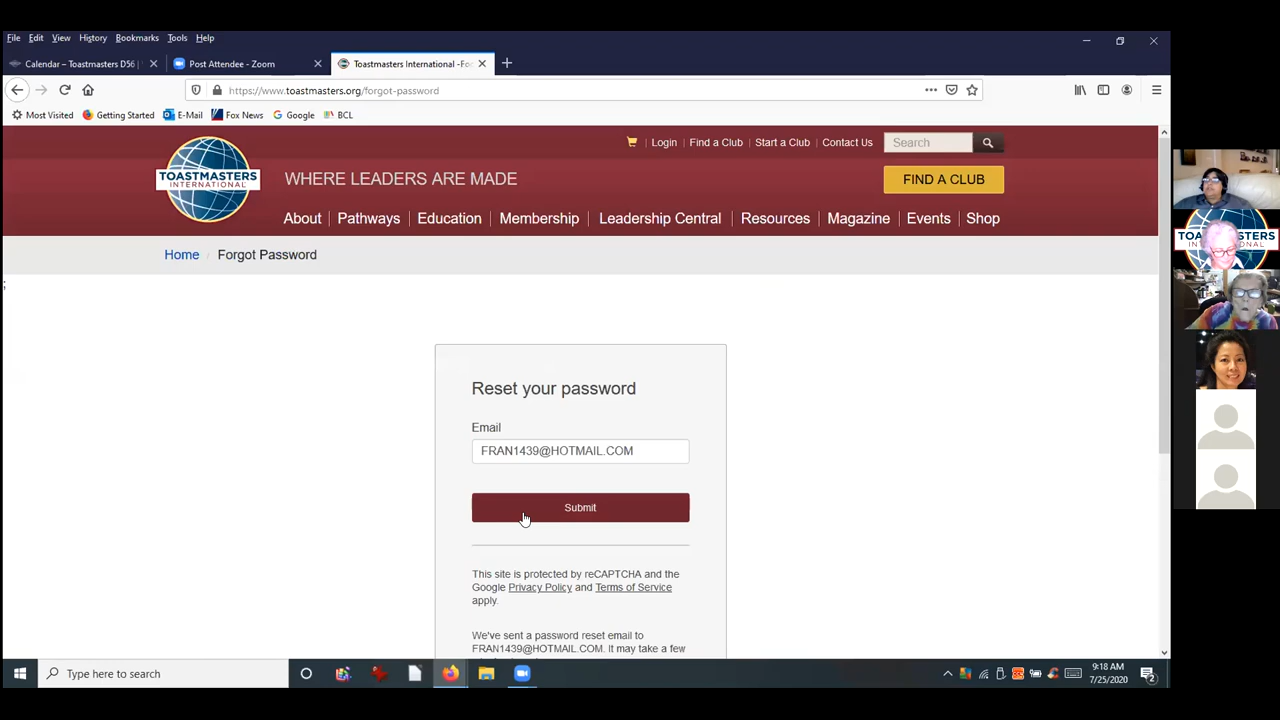 File Edit View History Bookmarks Tools Help
Calendar – Toastmasters D56 Post Attendee - Zoom Toastmasters International -Fo
https://www.toastmasters.org/forgot-password
Most Visited Getting Started E-Mail Fox News Google BCL
Login Find a Club Start a Club Contact Us Search
TOASTMASTERS
INTERNATIONAL
WHERE LEADERS ARE MADE
FIND A CLUB
About Pathways Education Membership Leadership Central Resources Magazine Events Shop
Home / Forgot Password
;
Reset your password
Email
FRAN1439@HOTMAIL.COM
Submit
This site is protected by reCAPTCHA and the
Google Privacy Policy and Terms of Service
apply.
We've sent a password reset email to
FRAN1439@HOTMAIL.COM. It may take a few
Type here to search
9:18 AM
7/25/2020
2